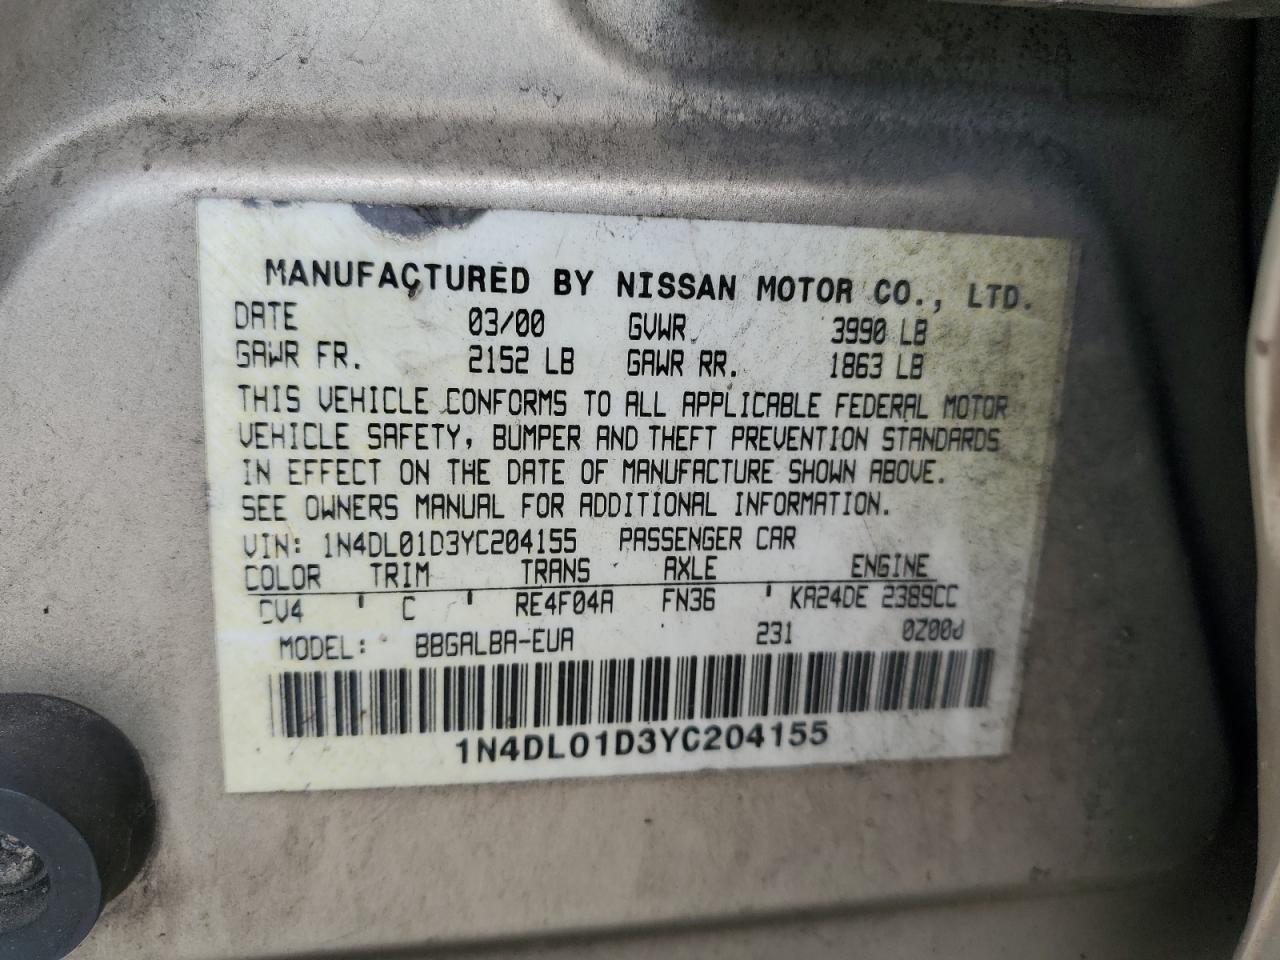 MANUFACTURED BY NISSAN MOTOR CO., LTD.
DATE 03/00 GVWR 3990 LB
GAWR FR. 2152 LB GAWR RR. 1863 LB
THIS VEHICLE CONFORMS TO ALL APPLICABLE FEDERAL MOTOR
VEHICLE SAFETY, BUMPER AND THEFT PREVENTION STANDARDS
IN EFFECT ON THE DATE OF MANUFACTURE SHOWN ABOVE.
SEE OWNERS MANUAL FOR ADDITIONAL INFORMATION.
VIN: 1N4DL01D3YC204155 PASSENGER CAR
COLOR TRIM TRANS AXLE ENGINE
CV4 ' C ' RE4F04A FN36 ' KA24DE 2389CC
MODEL: BBGALBA-EUA 231 0Z00J
1N4DL01D3YC204155